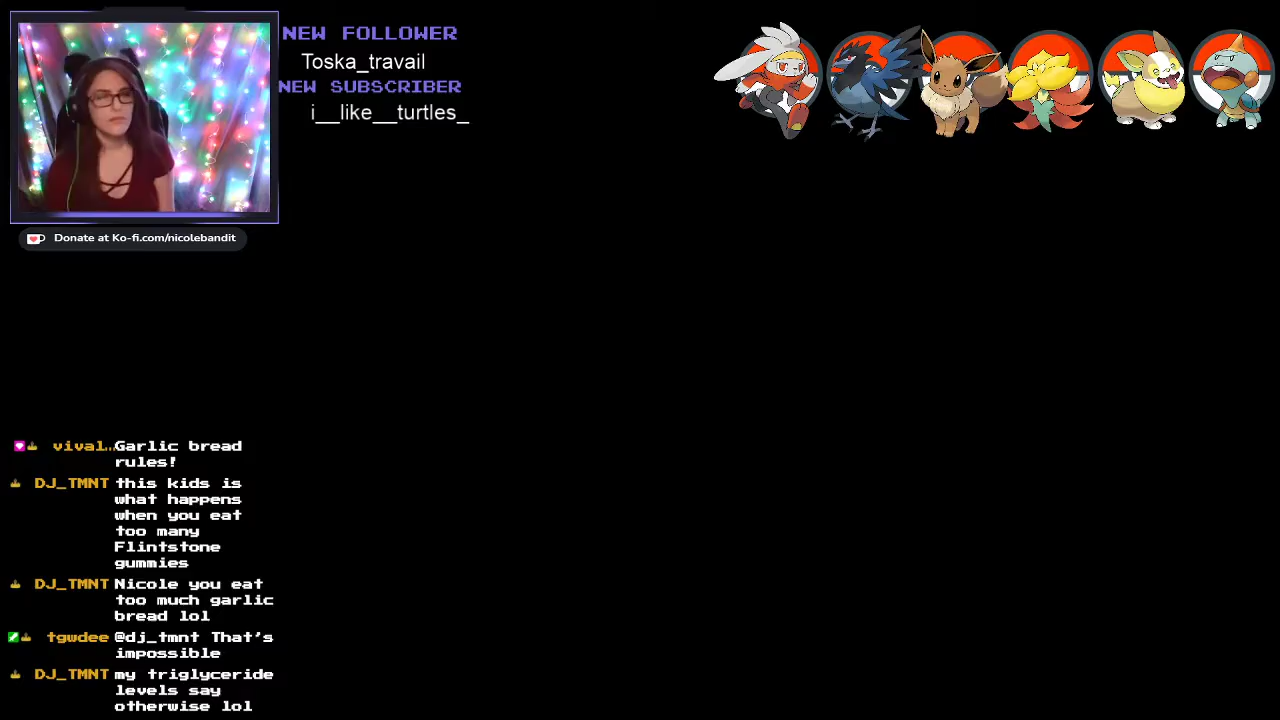 NEW FOLLOWER
Toska_travail
NEW SUBSCRIBER
i__like__turtles_
Donate at Ko-fi.com/nicolebandit
vival… Garlic bread
rules!
DJ_TMNT this kids is
what happens
when you eat
too many
Flintstone
gummies
DJ_TMNT Nicole you eat
too much garlic
bread lol
tgwdee @dj_tmnt That's
impossible
DJ_TMNT my triglyceride
levels say
otherwise lol